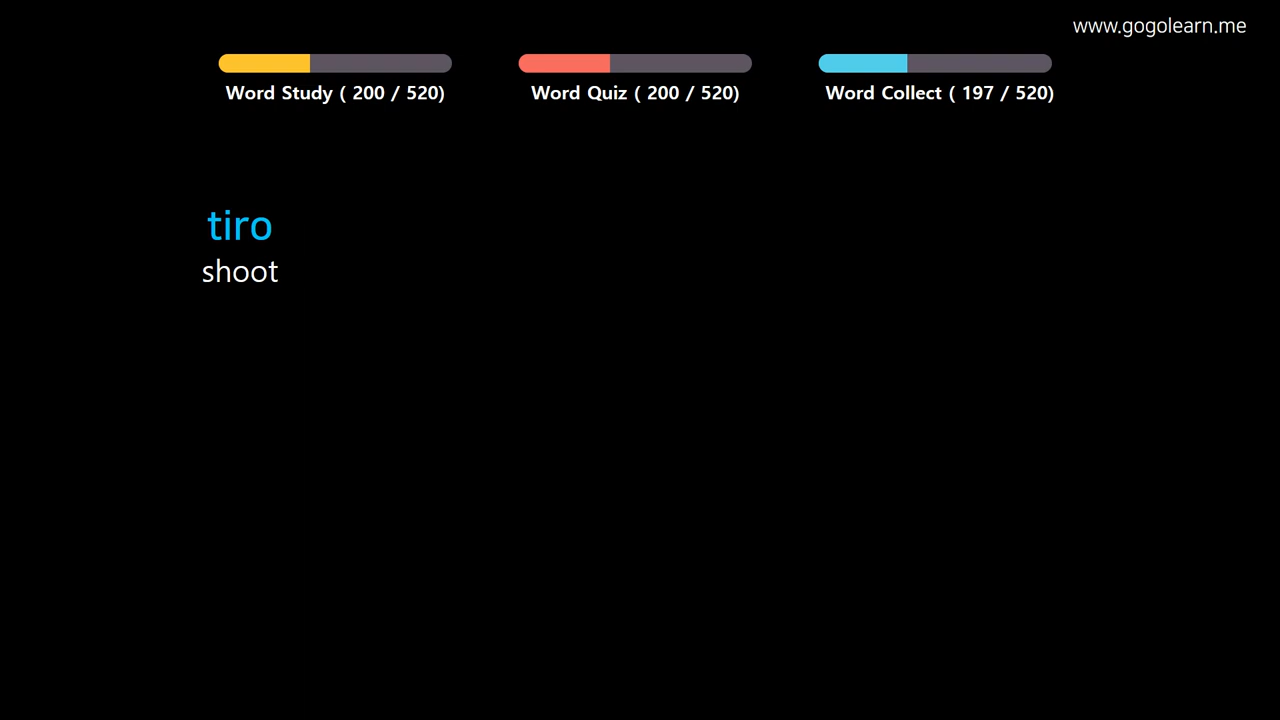 www.gogolearn.me
Word Study ( 200 / 520)
Word Quiz ( 200 / 520)
Word Collect ( 197 / 520)
tiro
shoot